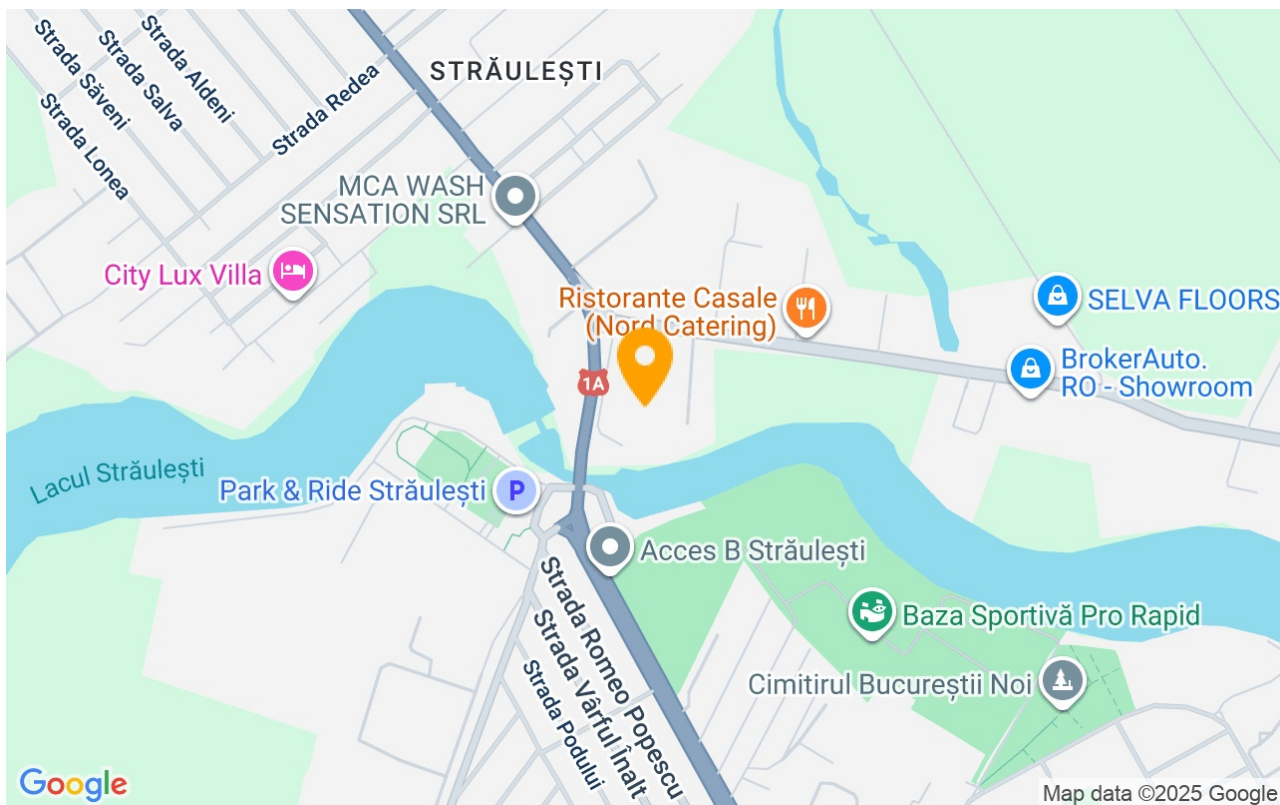 Strada Săveni
Strada Salva
Strada Aldeni
Strada Redea
Strada Lonea
STRĂULEȘTI
MCA WASH
SENSATION SRL
City Lux Villa
Ristorante Casale
(Nord Catering)
SELVA FLOORS
BrokerAuto.
RO - Showroom
1A
Lacul Străulești
Park & Ride Străulești
P
Acces B Străulești
Baza Sportivă Pro Rapid
Cimitirul Bucureștii Noi
Strada Romeo Popescu
Strada Vârful Înalt
Strada Podului
Google
Map data ©2025 Google